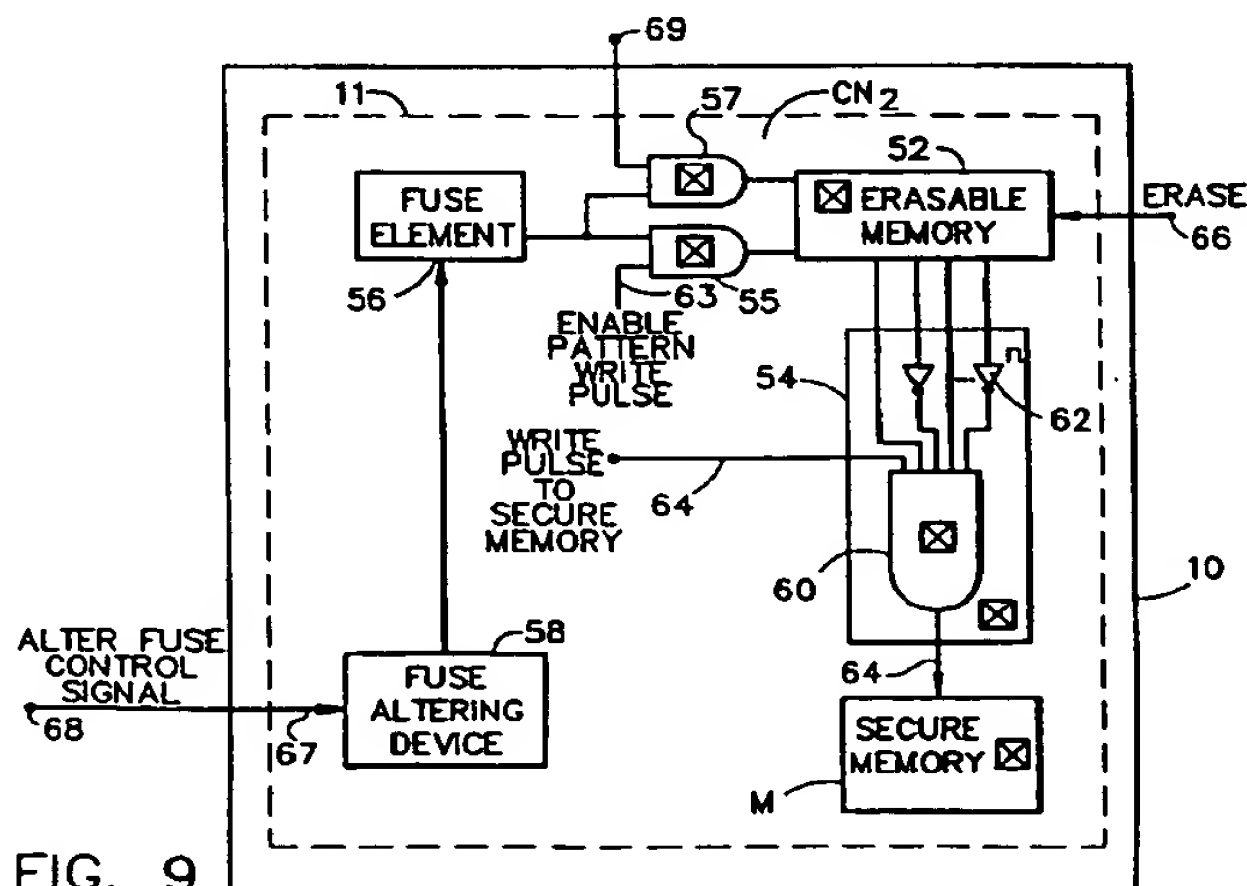 69
11
57
CN2
52
FUSE
ELEMENT
ERASABLE
MEMORY
ERASE
66
56
63
55
ENABLE
PATTERN
WRITE
PULSE
54
n
62
WRITE
PULSE
TO
SECURE
MEMORY
64
60
10
ALTER FUSE
CONTROL
SIGNAL
58
64
FUSE
ALTERING
DEVICE
68
67
SECURE
MEMORY
M
FIG. 9